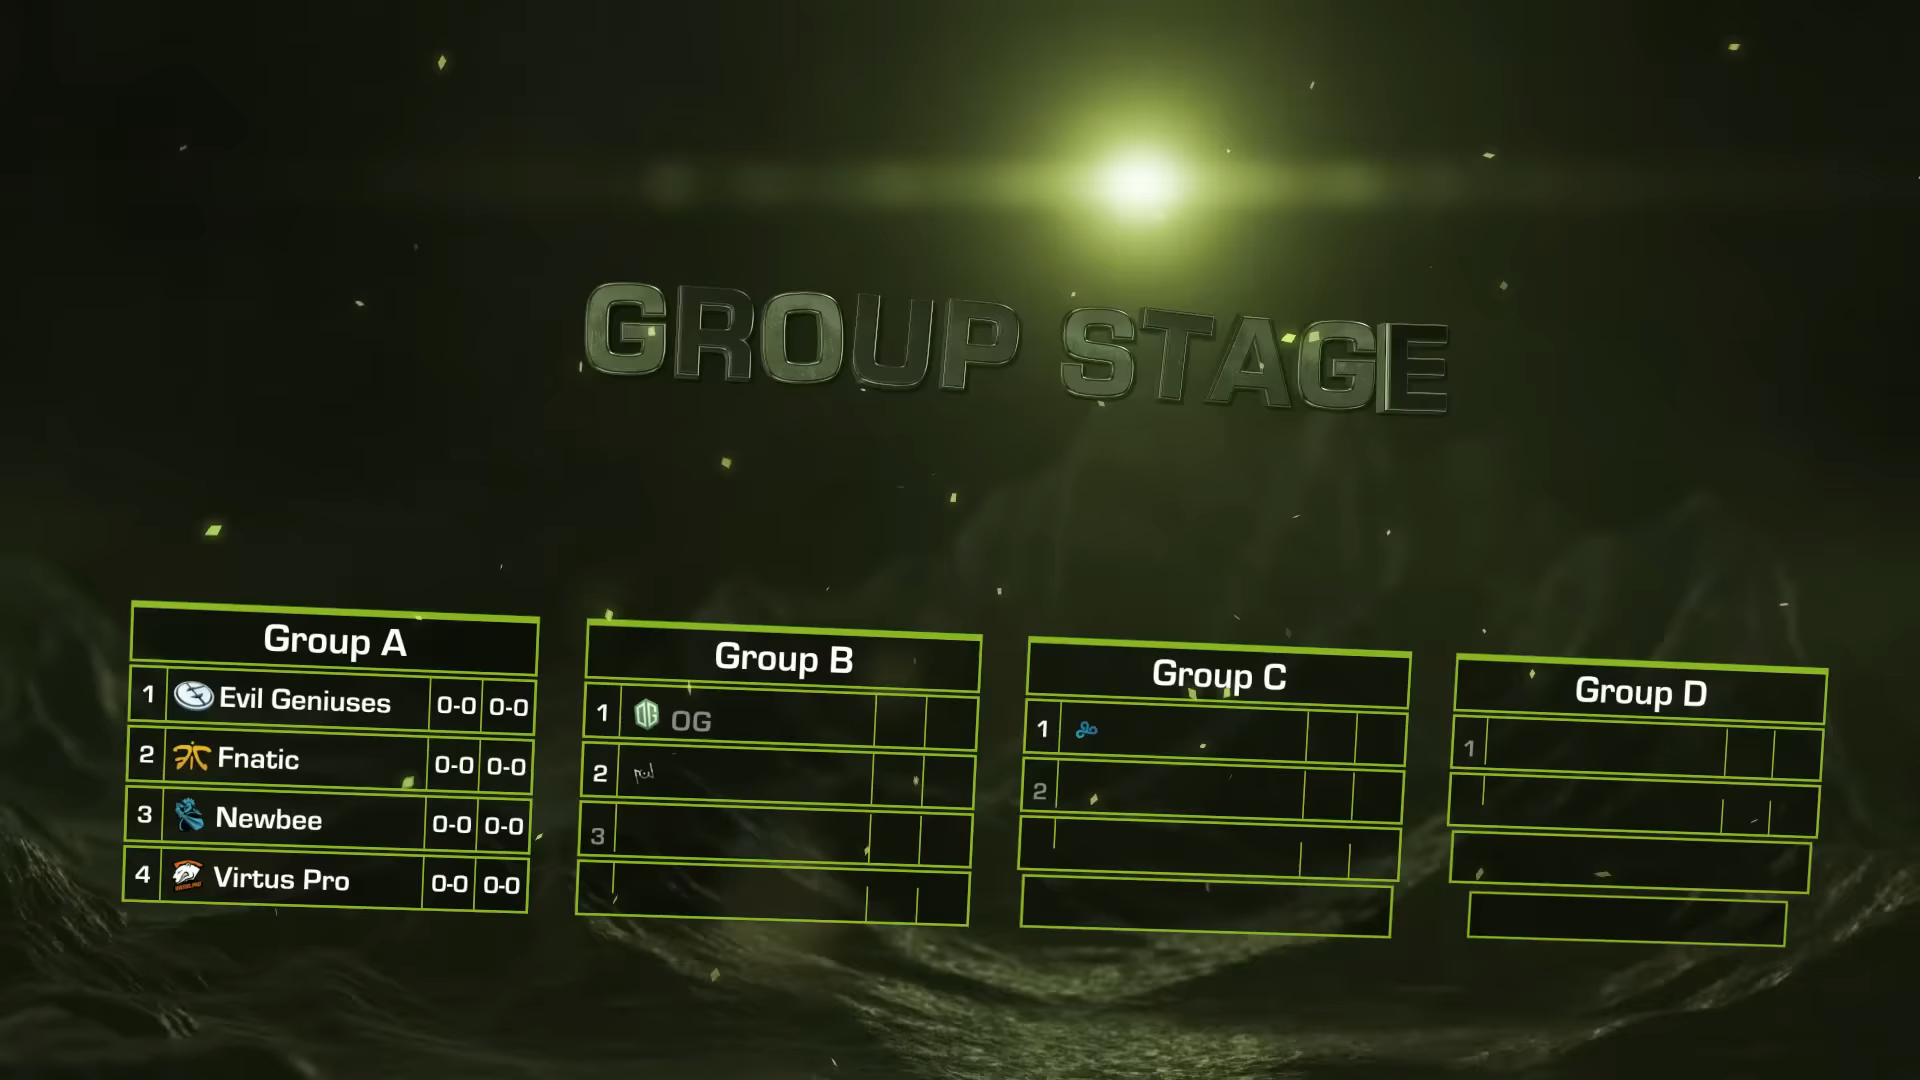 GROUP STAGE
Group A
1 Evil Geniuses 0-0 0-0
2 Fnatic 0-0 0-0
3 Newbee 0-0 0-0
4 Virtus Pro 0-0 0-0
Group B
1 OG OG
2
3
Group C
1
2
Group D
1